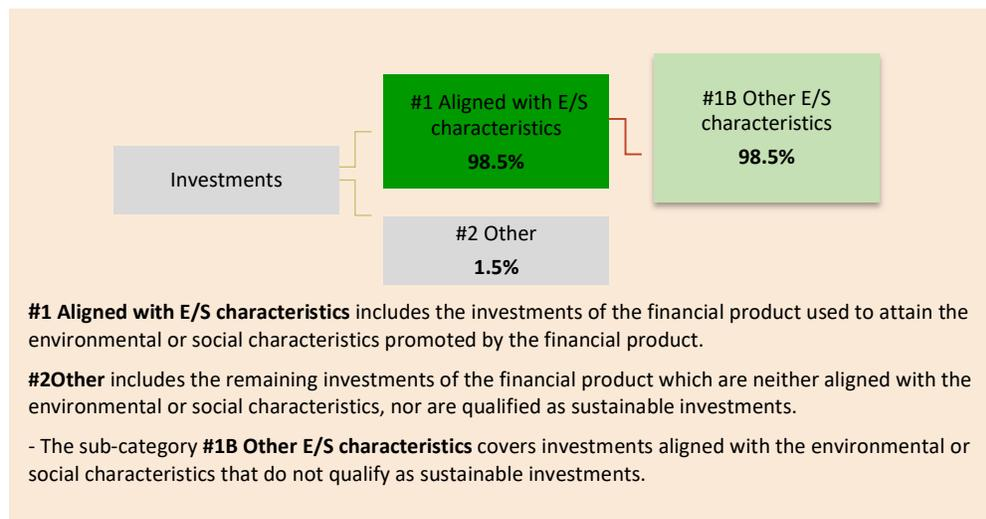 #1 Aligned with E/S
characteristics
98.5%
#1B Other E/S
characteristics
98.5%
Investments
#2 Other
1.5%
#1 Aligned with E/S characteristics includes the investments of the financial product used to attain the
environmental or social characteristics promoted by the financial product.
#2Other includes the remaining investments of the financial product which are neither aligned with the
environmental or social characteristics, nor are qualified as sustainable investments.
- The sub-category #1B Other E/S characteristics covers investments aligned with the environmental or
social characteristics that do not qualify as sustainable investments.